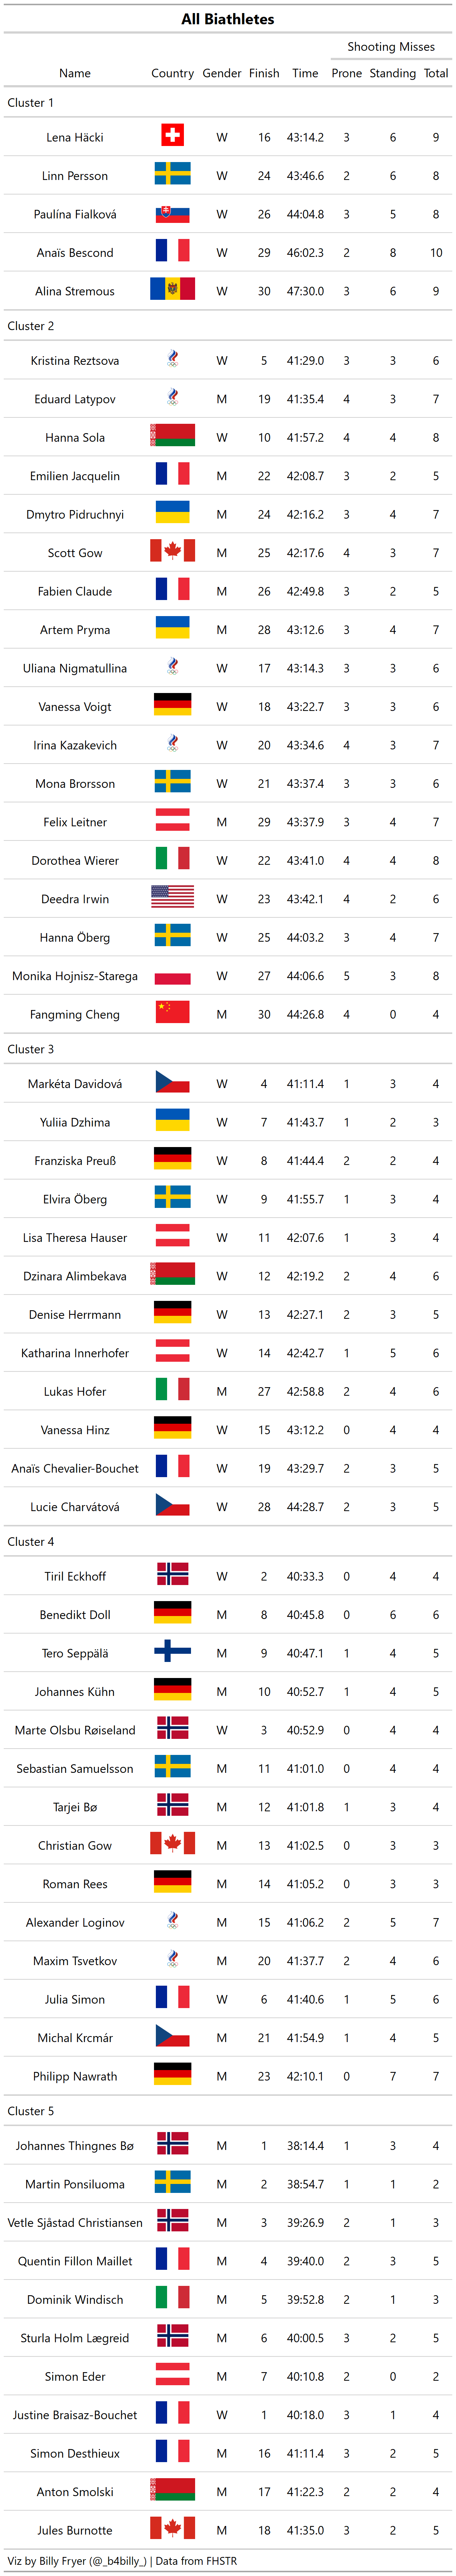 All Biathletes
Shooting Misses
Name Country Gender Finish Time Prone Standing Total
Cluster 1
Lena Häcki W 16 43:14.2 3 6 9
Linn Persson W 24 43:46.6 2 6 8
Paulína Fialková W 26 44:04.8 3 5 8
Anaïs Bescond W 29 46:02.3 2 8 10
Alina Stremous W 30 47:30.0 3 6 9
Cluster 2
Kristina Reztsova W 5 41:29.0 3 3 6
Eduard Latypov M 19 41:35.4 4 3 7
Hanna Sola W 10 41:57.2 4 4 8
Emilien Jacquelin M 22 42:08.7 3 2 5
Dmytro Pidruchnyi M 24 42:16.2 3 4 7
Scott Gow M 25 42:17.6 4 3 7
Fabien Claude M 26 42:49.8 3 2 5
Artem Pryma M 28 43:12.6 3 4 7
Uliana Nigmatullina W 17 43:14.3 3 3 6
Vanessa Voigt W 18 43:22.7 3 3 6
Irina Kazakevich W 20 43:34.6 4 3 7
Mona Brorsson W 21 43:37.4 3 3 6
Felix Leitner M 29 43:37.9 3 4 7
Dorothea Wierer W 22 43:41.0 4 4 8
Deedra Irwin W 23 43:42.1 4 2 6
Hanna Öberg W 25 44:03.2 3 4 7
Monika Hojnisz-Starega W 27 44:06.6 5 3 8
Fangming Cheng M 30 44:26.8 4 0 4
Cluster 3
Markéta Davidová W 4 41:11.4 1 3 4
Yuliia Dzhima W 7 41:43.7 1 2 3
Franziska Preuß W 8 41:44.4 2 2 4
Elvira Öberg W 9 41:55.7 1 3 4
Lisa Theresa Hauser W 11 42:07.6 1 3 4
Dzinara Alimbekava W 12 42:19.2 2 4 6
Denise Herrmann W 13 42:27.1 2 3 5
Katharina Innerhofer W 14 42:42.7 1 5 6
Lukas Hofer M 27 42:58.8 2 4 6
Vanessa Hinz W 15 43:12.2 0 4 4
Anaïs Chevalier-Bouchet W 19 43:29.7 2 3 5
Lucie Charvátová W 28 44:28.7 2 3 5
Cluster 4
Tiril Eckhoff W 2 40:33.3 0 4 4
Benedikt Doll M 8 40:45.8 0 6 6
Tero Seppälä M 9 40:47.1 1 4 5
Johannes Kühn M 10 40:52.7 1 4 5
Marte Olsbu Røiseland W 3 40:52.9 0 4 4
Sebastian Samuelsson M 11 41:01.0 0 4 4
Tarjei Bø M 12 41:01.8 1 3 4
Christian Gow M 13 41:02.5 0 3 3
Roman Rees M 14 41:05.2 0 3 3
Alexander Loginov M 15 41:06.2 2 5 7
Maxim Tsvetkov M 20 41:37.7 2 4 6
Julia Simon W 6 41:40.6 1 5 6
Michal Krcmár M 21 41:54.9 1 4 5
Philipp Nawrath M 23 42:10.1 0 7 7
Cluster 5
Johannes Thingnes Bø M 1 38:14.4 1 3 4
Martin Ponsiluoma M 2 38:54.7 1 1 2
Vetle Sjåstad Christiansen M 3 39:26.9 2 1 3
Quentin Fillon Maillet M 4 39:40.0 2 3 5
Dominik Windisch M 5 39:52.8 2 1 3
Sturla Holm Lægreid M 6 40:00.5 3 2 5
Simon Eder M 7 40:10.8 2 0 2
Justine Braisaz-Bouchet W 1 40:18.0 3 1 4
Simon Desthieux M 16 41:11.4 3 2 5
Anton Smolski M 17 41:22.3 2 2 4
Jules Burnotte M 18 41:35.0 3 2 5
Viz by Billy Fryer (@_b4billy_) | Data from FHSTR